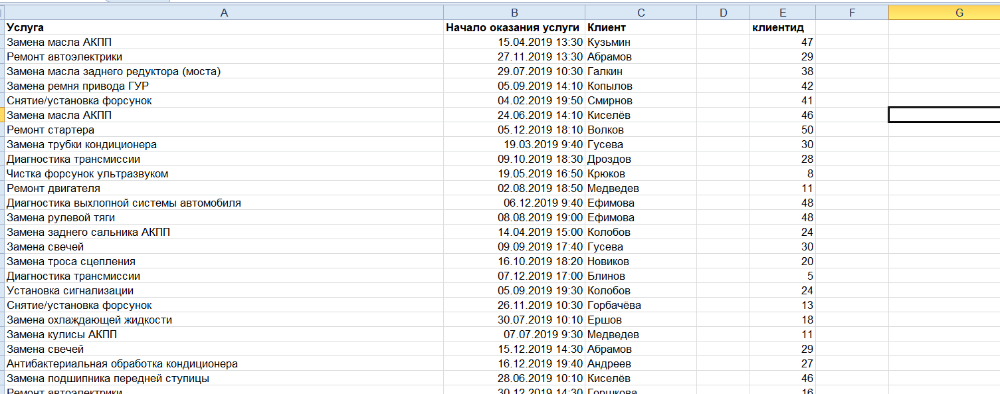 A B C D E F G
Услуга Начало оказания услуги Клиент клиентид
Замена масла АКПП 15.04.2019 13:30 Кузьмин 47
Ремонт автоэлектрики 27.11.2019 13:30 Абрамов 29
Замена масла заднего редуктора (моста) 29.07.2019 10:30 Галкин 38
Замена ремня привода ГУР 05.09.2019 14:10 Копылов 42
Снятие/установка форсунок 04.02.2019 19:50 Смирнов 41
Замена масла АКПП 24.06.2019 14:10 Киселёв 46
Ремонт стартера 05.12.2019 18:10 Волков 50
Замена трубки кондиционера 19.03.2019 9:40 Гусева 30
Диагностика трансмиссии 09.10.2019 18:30 Дроздов 28
Чистка форсунок ультразвуком 19.05.2019 16:50 Крюков 8
Ремонт двигателя 02.08.2019 18:50 Медведев 11
Диагностика выхлопной системы автомобиля 06.12.2019 9:40 Ефимова 48
Замена рулевой тяги 08.08.2019 19:00 Ефимова 48
Замена заднего сальника АКПП 14.04.2019 15:00 Колобов 24
Замена свечей 09.09.2019 17:40 Гусева 30
Замена троса сцепления 16.10.2019 18:20 Новиков 20
Диагностика трансмиссии 07.12.2019 17:00 Блинов 5
Установка сигнализации 05.09.2019 19:30 Колобов 24
Снятие/установка форсунок 26.11.2019 10:30 Горбачёва 13
Замена охлаждающей жидкости 30.07.2019 10:10 Ершов 18
Замена кулисы АКПП 07.07.2019 9:30 Медведев 11
Замена свечей 15.12.2019 14:30 Абрамов 29
Антибактериальная обработка кондиционера 16.12.2019 19:40 Андреев 27
Замена подшипника передней ступицы 28.06.2019 10:10 Киселёв 46
Ремонт автоэлектрики 30.12.2019 14:30 Горшкова 16